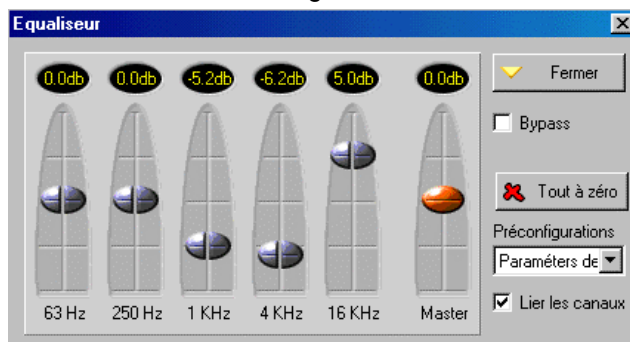 Equaliseur
0.0db 0.0db -5.2db -6.2db 5.0db 0.0db
Fermer
Bypass
Tout à zéro
Préconfigurations
Paraméters de
Lier les canaux
63 Hz 250 Hz 1 KHz 4 KHz 16 KHz Master